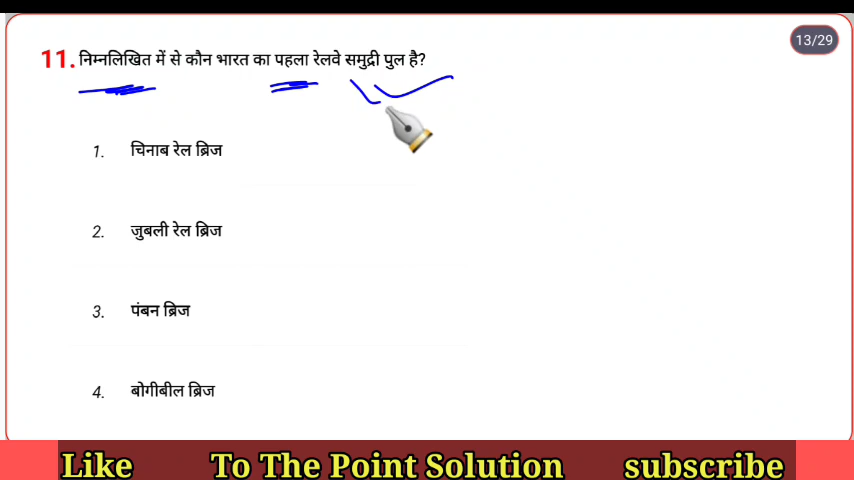 13/29
11. निम्नलिखित में से कौन भारत का पहला रेलवे समुद्री पुल है?
1. चिनाब रेल ब्रिज
2. जुबली रेल ब्रिज
3. पंबन ब्रिज
4. बोगीबील ब्रिज
Like To The Point Solution subscribe